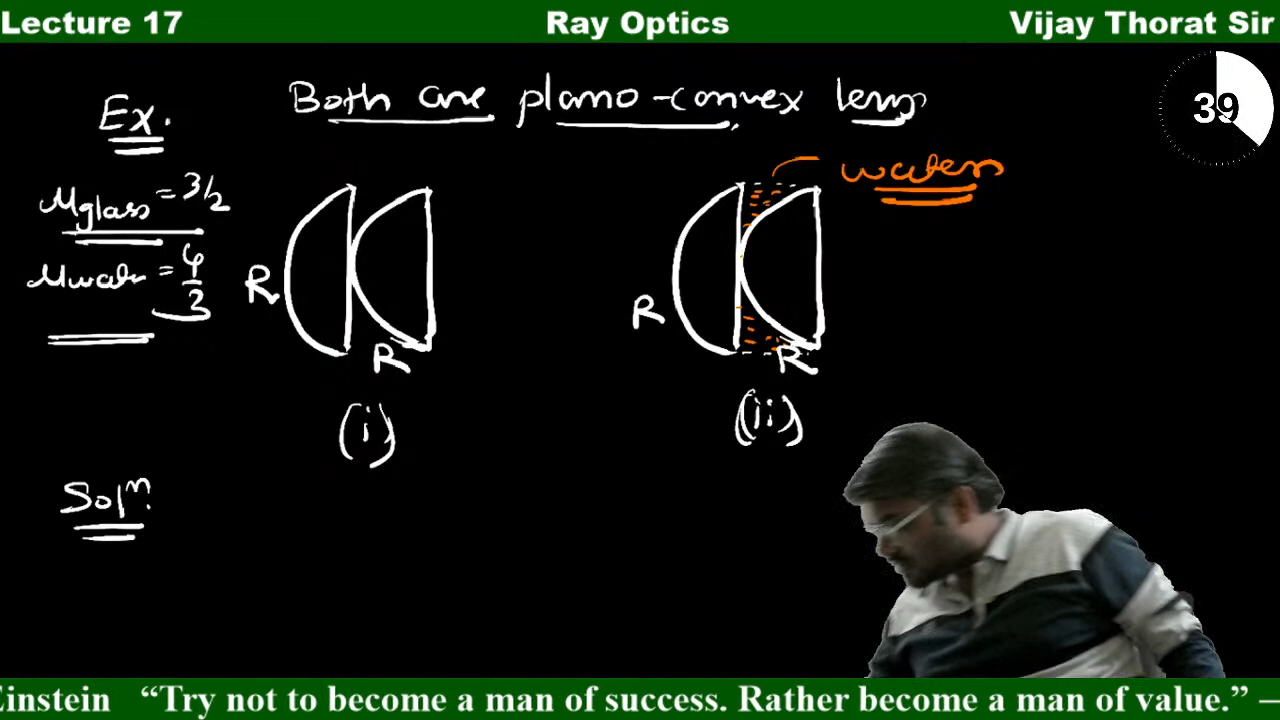 Lecture 17 Ray Optics Vijay Thorat Sir
39
Ex. Both are plano-convex lens
water
μglass = 3/2
μwater = 4/3
R R R R
(i) (ii)
Solⁿ.
Einstein “Try not to become a man of success. Rather become a man of value.” –